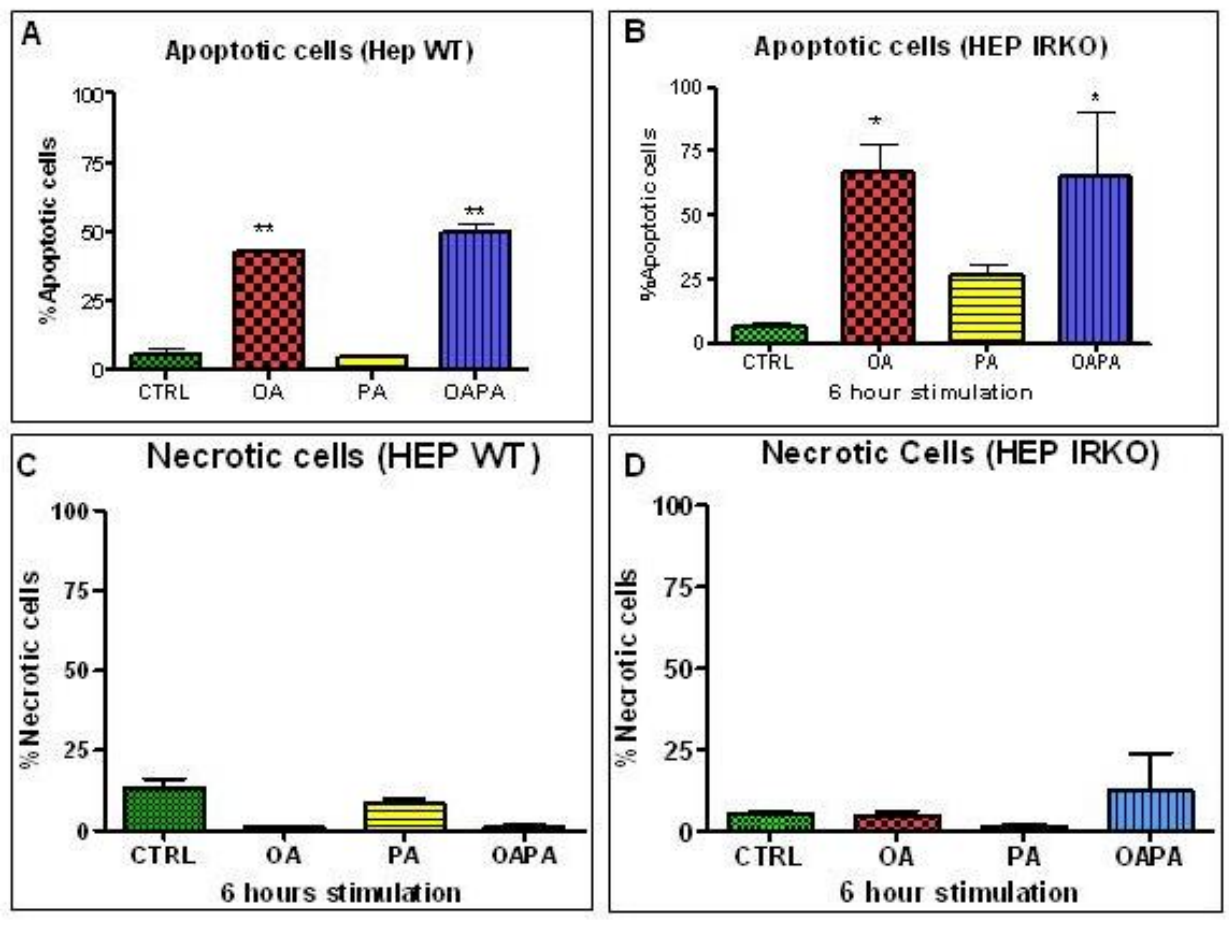 A
Apoptotic cells (Hep WT)
100
75
50
25
0
% Apoptotic cells
**
**
CTRL OA PA OAPA
B
Apoptotic cells (HEP IRKO)
100
75
50
25
0
%Apoptotic cells
*
*
CTRL OA PA OAPA
6 hour stimulation
C
Necrotic cells (HEP WT)
100
75
50
25
0
% Necrotic cells
CTRL OA PA OAPA
6 hours stimulation
D
Necrotic Cells (HEP IRKO)
100
75
50
25
0
% Necrotic cells
CTRL OA PA OAPA
6 hour stimulation